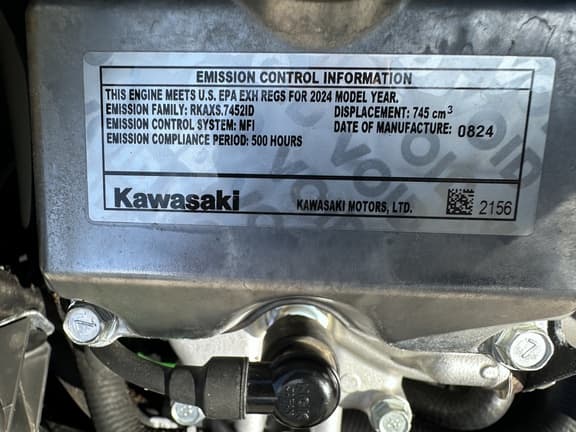 EMISSION CONTROL INFORMATION
THIS ENGINE MEETS U.S. EPA EXH REGS FOR 2024 MODEL YEAR.
EMISSION FAMILY: RKAXS.7452ID DISPLACEMENT: 745 cm³
EMISSION CONTROL SYSTEM: MFI DATE OF MANUFACTURE: 0824
EMISSION COMPLIANCE PERIOD: 500 HOURS
Kawasaki KAWASAKI MOTORS, LTD. 2156